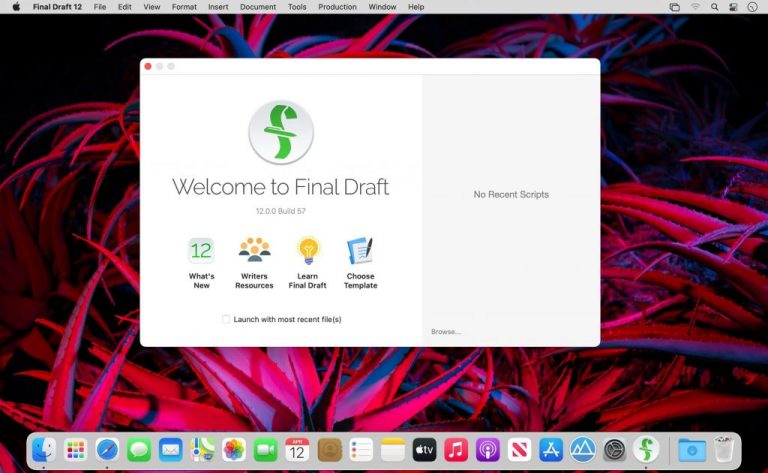 Final Draft 12 File Edit View Format Insert Document Tools Production Window Help
Welcome to Final Draft
12.0.0 Build 57
No Recent Scripts
12
What's
New
Writers
Resources
Learn
Final Draft
Choose
Template
Launch with most recent file(s)
Browse...
APR
12
tv